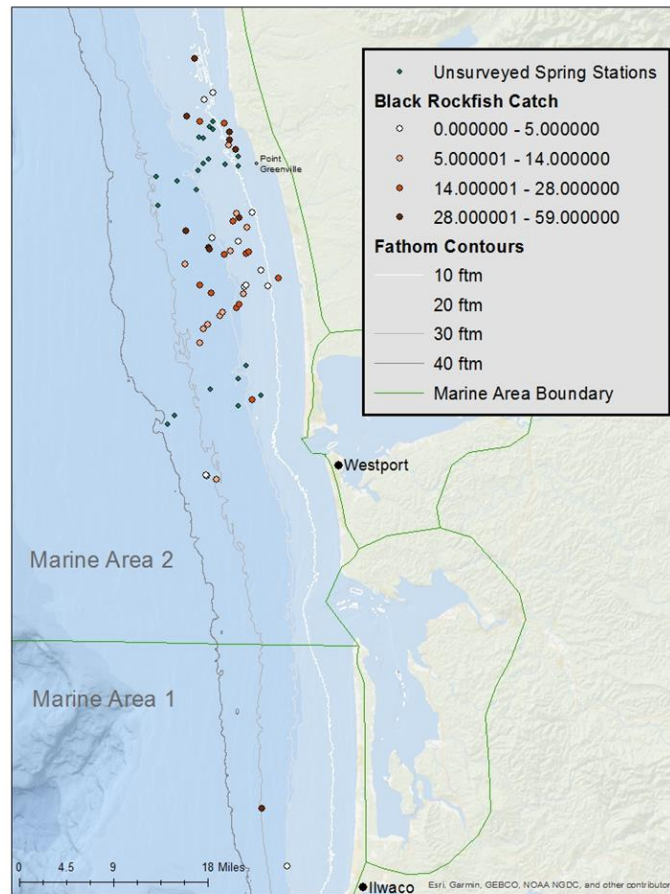 Unsurveyed Spring Stations
Black Rockfish Catch
0.000000 - 5.000000
5.000001 - 14.000000
14.000001 - 28.000000
28.000001 - 59.000000
Fathom Contours
10 ftm
20 ftm
30 ftm
40 ftm
Marine Area Boundary
Point
Greenville
Westport
Marine Area 2
Marine Area 1
0 4.5 9 18 Miles
Ilwaco
Esri, Garmin, GEBCO, NOAA NGDC, and other contributor